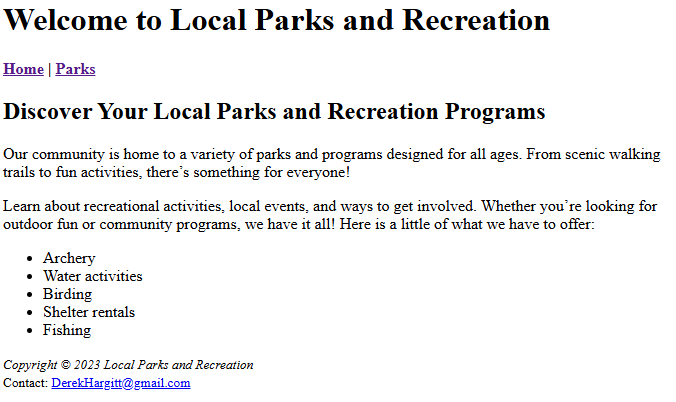 Welcome to Local Parks and Recreation
Home | Parks
Discover Your Local Parks and Recreation Programs
Our community is home to a variety of parks and programs designed for all ages. From scenic walking
trails to fun activities, there’s something for everyone!
Learn about recreational activities, local events, and ways to get involved. Whether you’re looking for
outdoor fun or community programs, we have it all! Here is a little of what we have to offer:
• Archery
• Water activities
• Birding
• Shelter rentals
• Fishing
Copyright © 2023 Local Parks and Recreation
Contact: DerekHargitt@gmail.com